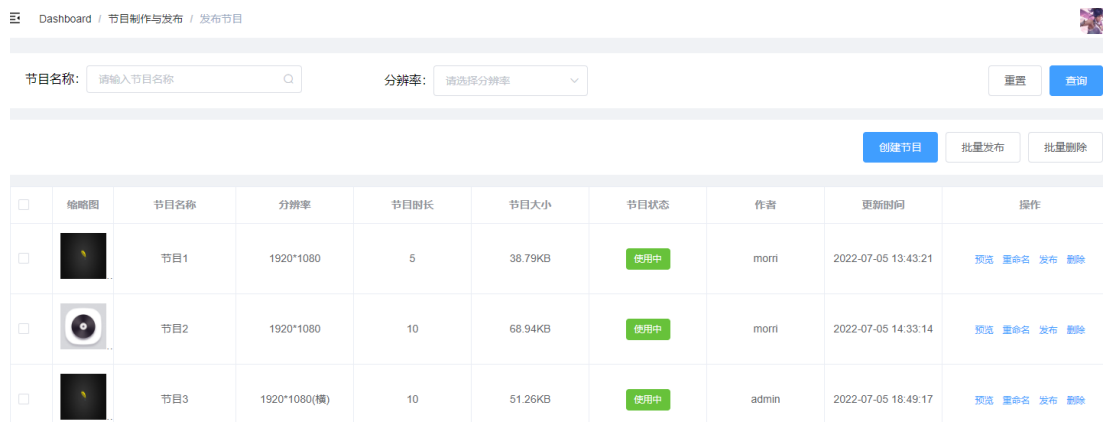 Dashboard / 节目制作与发布 / 发布节目
节目名称: 请输入节目名称 分辨率: 请选择分辨率 重置 查询
创建节目 批量发布 批量删除
缩略图 节目名称 分辨率 节目时长 节目大小 节目状态 作者 更新时间 操作
节目1 1920*1080 5 38.79KB 使用中 morri 2022-07-05 13:43:21 预览 重命名 发布 删除
节目2 1920*1080 10 68.94KB 使用中 morri 2022-07-05 14:33:14 预览 重命名 发布 删除
节目3 1920*1080(横) 10 51.26KB 使用中 admin 2022-07-05 18:49:17 预览 重命名 发布 删除